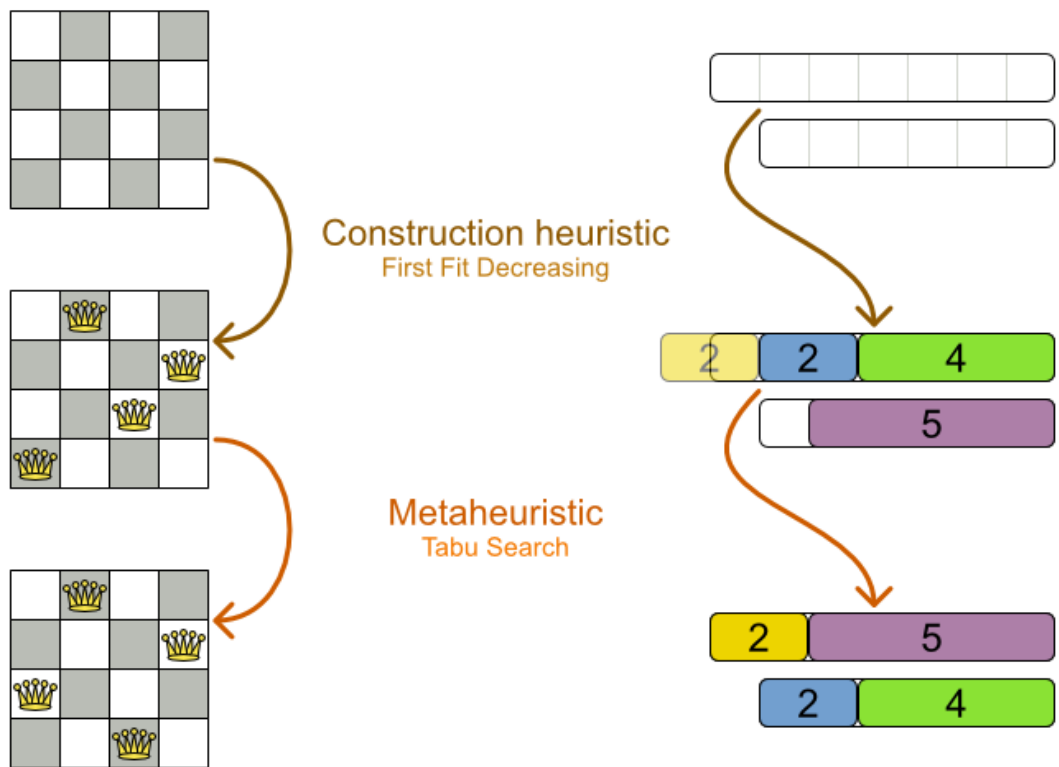 Construction heuristic
First Fit Decreasing
2 2 4
5
Metaheuristic
Tabu Search
2 5
2 4